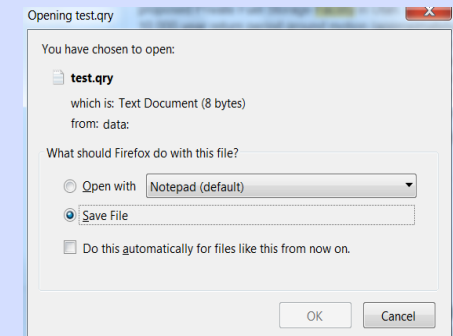 Opening test.qry
You have chosen to open:
test.qry
which is: Text Document (8 bytes)
from: data:
What should Firefox do with this file?
Open with Notepad (default)
Save File
Do this automatically for files like this from now on.
OK Cancel